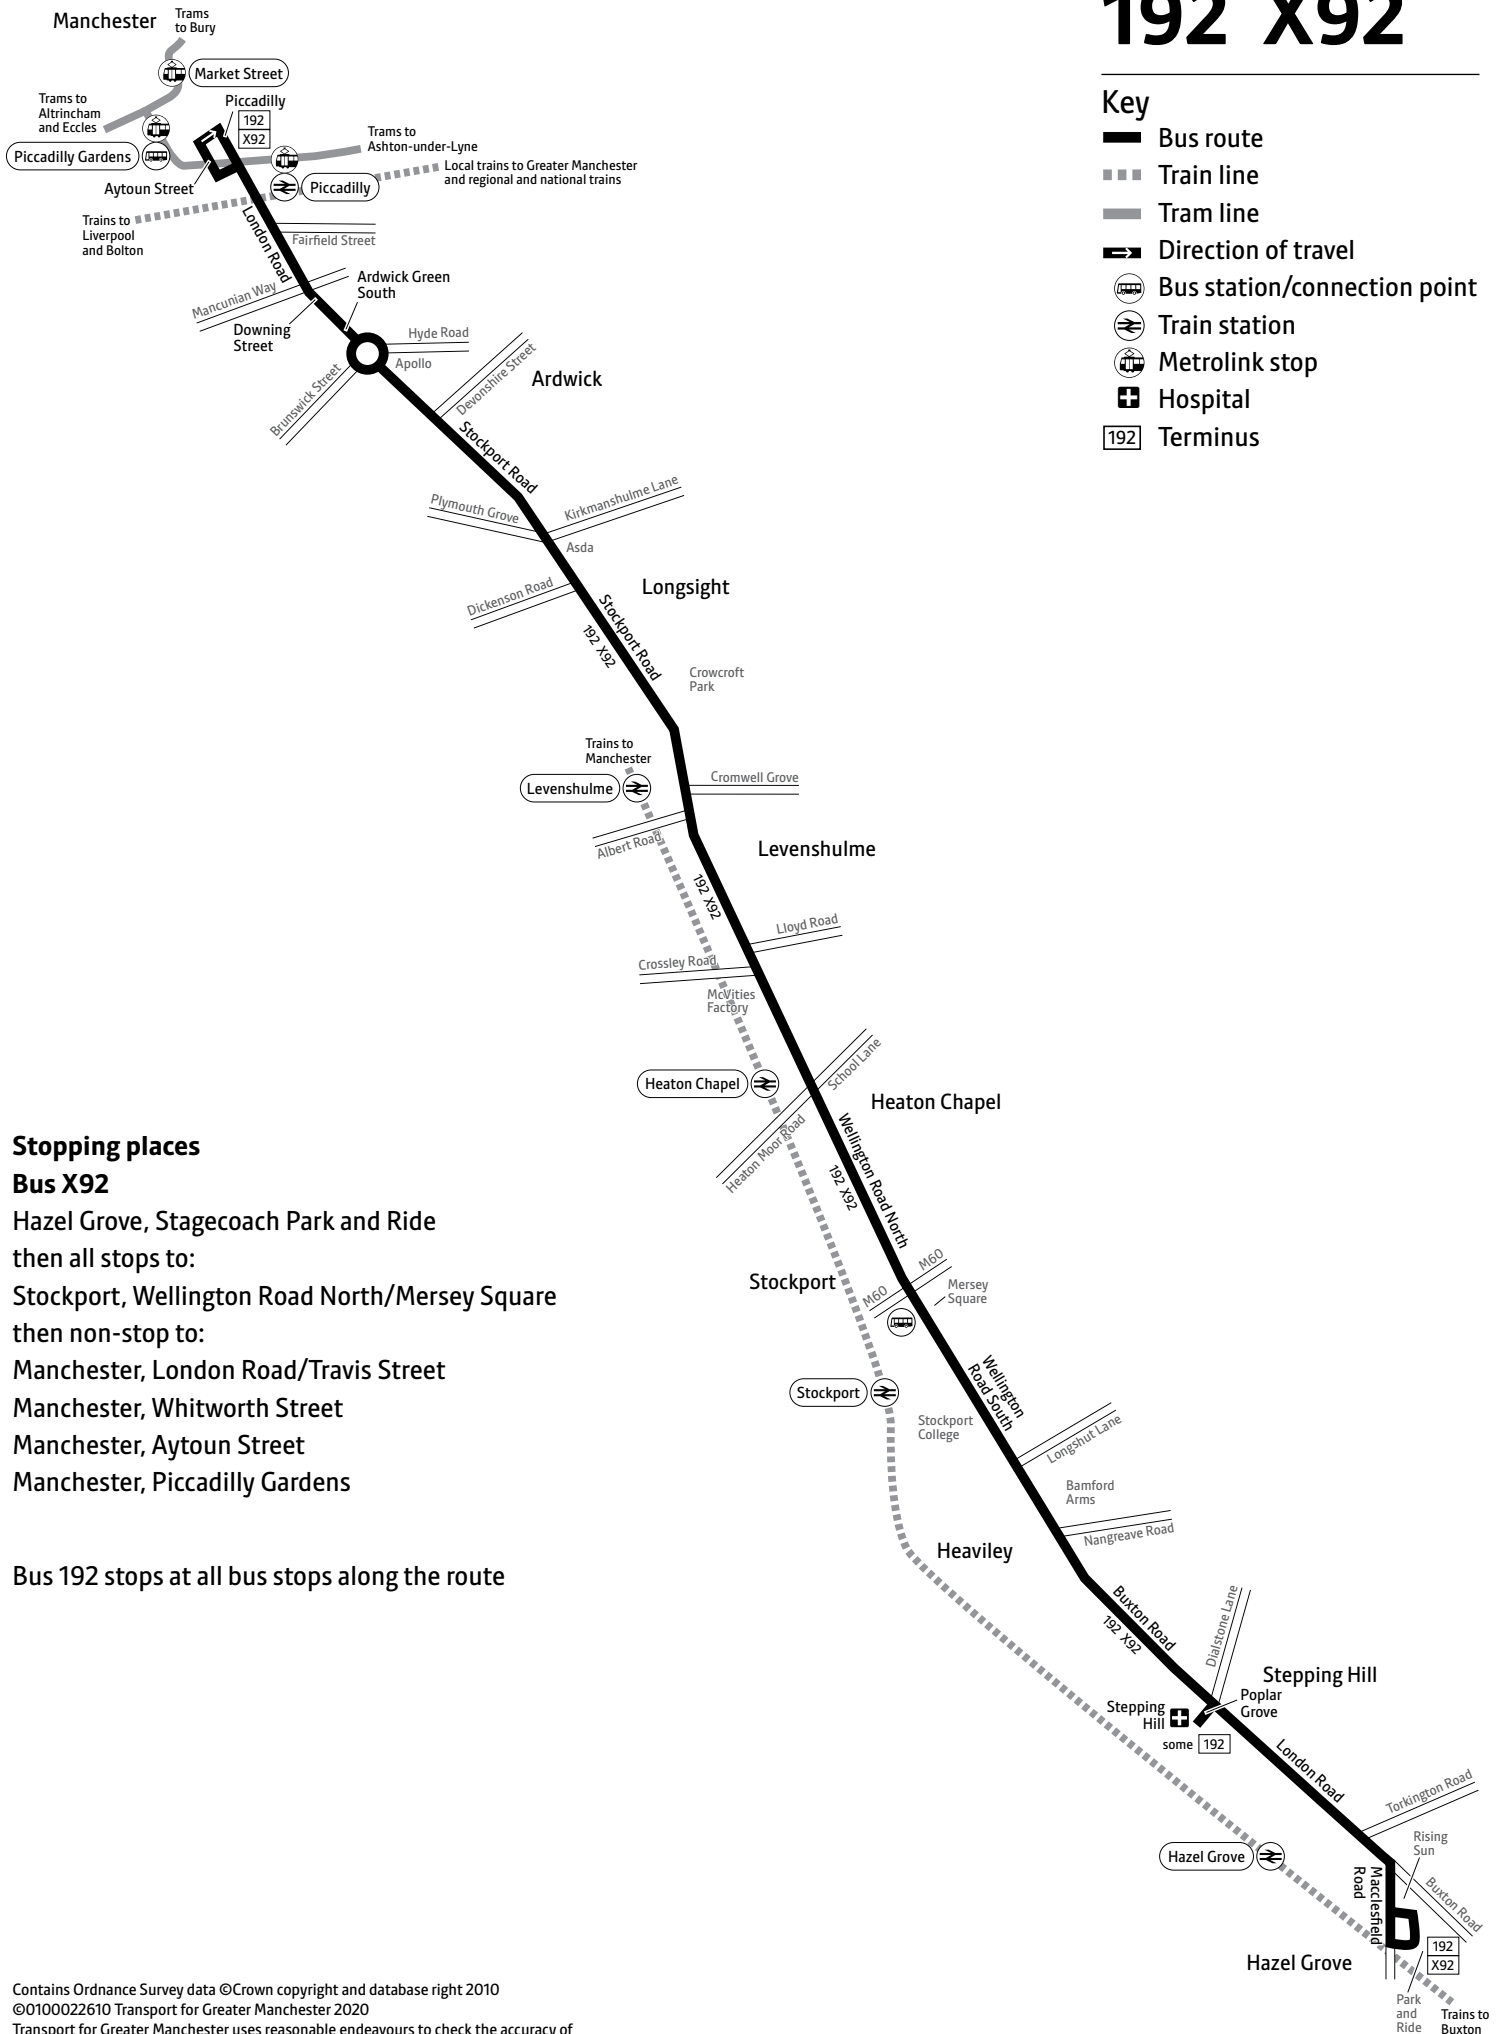 192 X92
Key
Bus route
Train line
Tram line
Direction of travel
Bus station/connection point
Train station
Metrolink stop
Hospital
192 Terminus
Manchester
Trams
to Bury
Market Street
Trams to
Altrincham
and Eccles
Piccadilly
192
X92
Trams to
Ashton-under-Lyne
Piccadilly Gardens
Local trains to Greater Manchester
and regional and national trains
Aytoun Street
Piccadilly
Trains to
Liverpool
and Bolton
London Road
Fairfield Street
Mancunian Way
Ardwick Green
South
Downing
Street
Hyde Road
Apollo
Brunswick Street
Devonshire Street
Ardwick
Stockport Road
Plymouth Grove
Kirkmanshulme Lane
Asda
Dickenson Road
Longsight
Stockport Road
192 X92
Crowcroft
Park
Trains to
Manchester
Levenshulme
Cromwell Grove
Albert Road
Levenshulme
192 X92
Lloyd Road
Crossley Road
McVities
Factory
School Lane
Heaton Chapel
Heaton Chapel
Heaton Moor Road
Wellington Road North
192 X92
M60
M60
Stockport
Mersey
Square
Stockport
Wellington
Road South
Stockport
College
Longshut Lane
Bamford
Arms
Nangreave Road
Heaviley
Buxton Road
192 X92
Dialstone Lane
Stepping Hill
Poplar
Grove
Stepping
Hill
some 192
London Road
Torkington Road
Rising
Sun
Hazel Grove
Macclesfield
Road
Buxton Road
192
X92
Hazel Grove
Park
and
Ride
Trains to
Buxton
Stopping places
Bus X92
Hazel Grove, Stagecoach Park and Ride
then all stops to:
Stockport, Wellington Road North/Mersey Square
then non-stop to:
Manchester, London Road/Travis Street
Manchester, Whitworth Street
Manchester, Aytoun Street
Manchester, Piccadilly Gardens
Bus 192 stops at all bus stops along the route
Contains Ordnance Survey data ©Crown copyright and database right 2010
©0100022610 Transport for Greater Manchester 2020
Transport for Greater Manchester uses reasonable endeavours to check the accuracy of